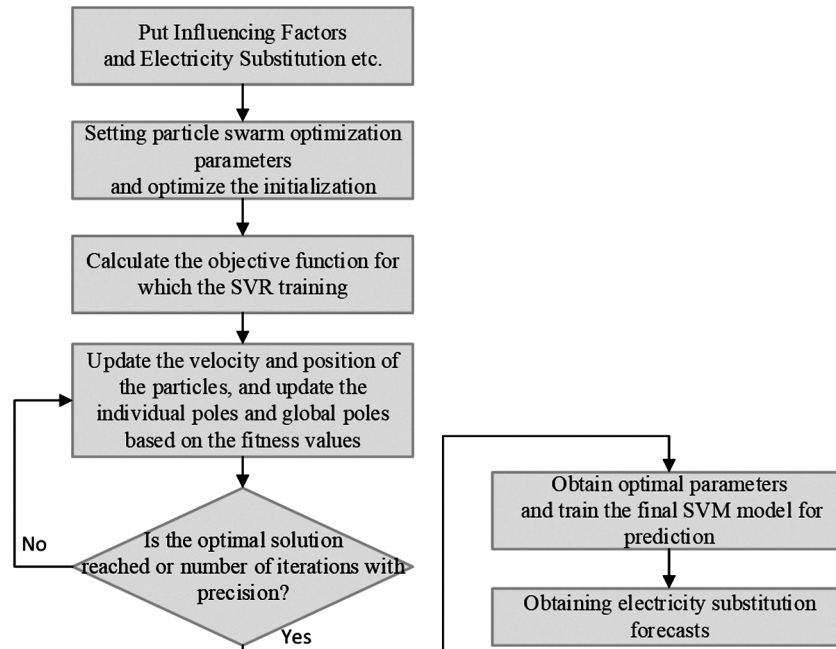 Put Influencing Factors
and Electricity Substitution etc.
Setting particle swarm optimization
parameters
and optimize the initialization
Calculate the objective function for
which the SVR training
Update the velocity and position of
the particles, and update the
individual poles and global poles
based on the fitness values
No
Is the optimal solution
reached or number of iterations with
precision?
Yes
Obtain optimal parameters
and train the final SVM model for
prediction
Obtaining electricity substitution
forecasts